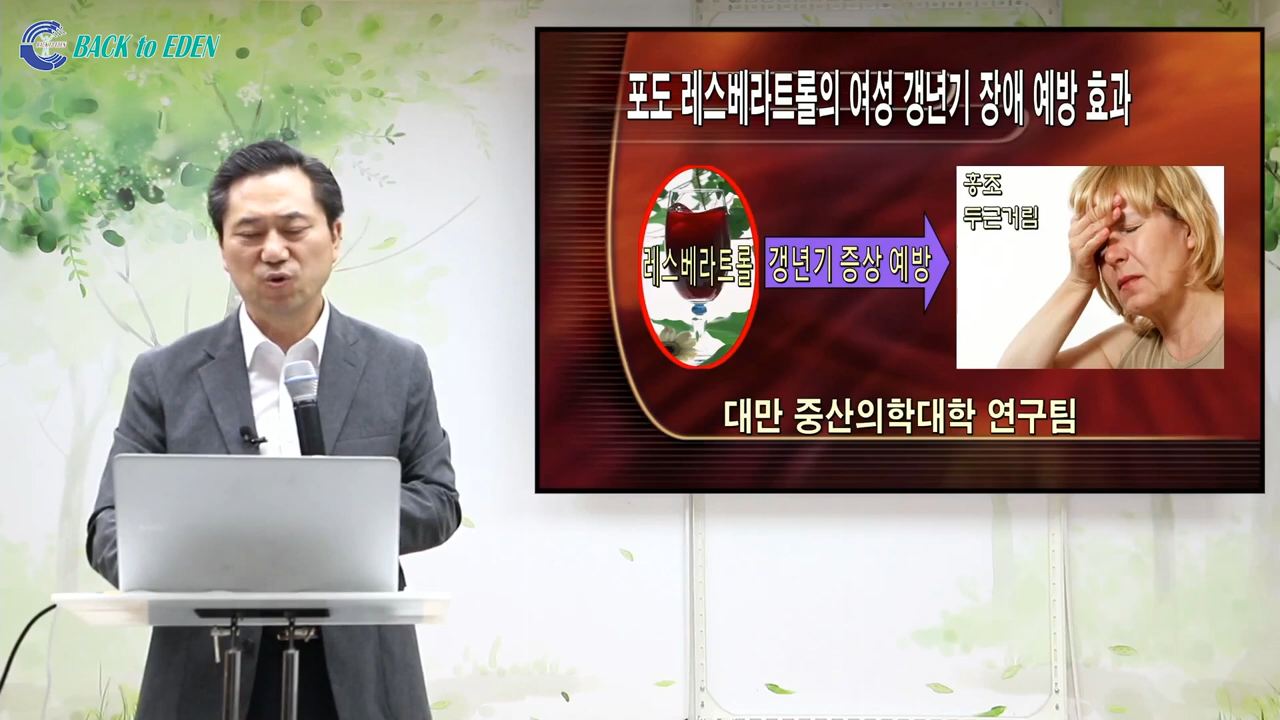 BACK to EDEN
포도 레스베라트롤의 여성 갱년기 장애 예방 효과
홍조
두근거림
레스베라트롤
갱년기 증상 예방
대만 중산의학대학 연구팀